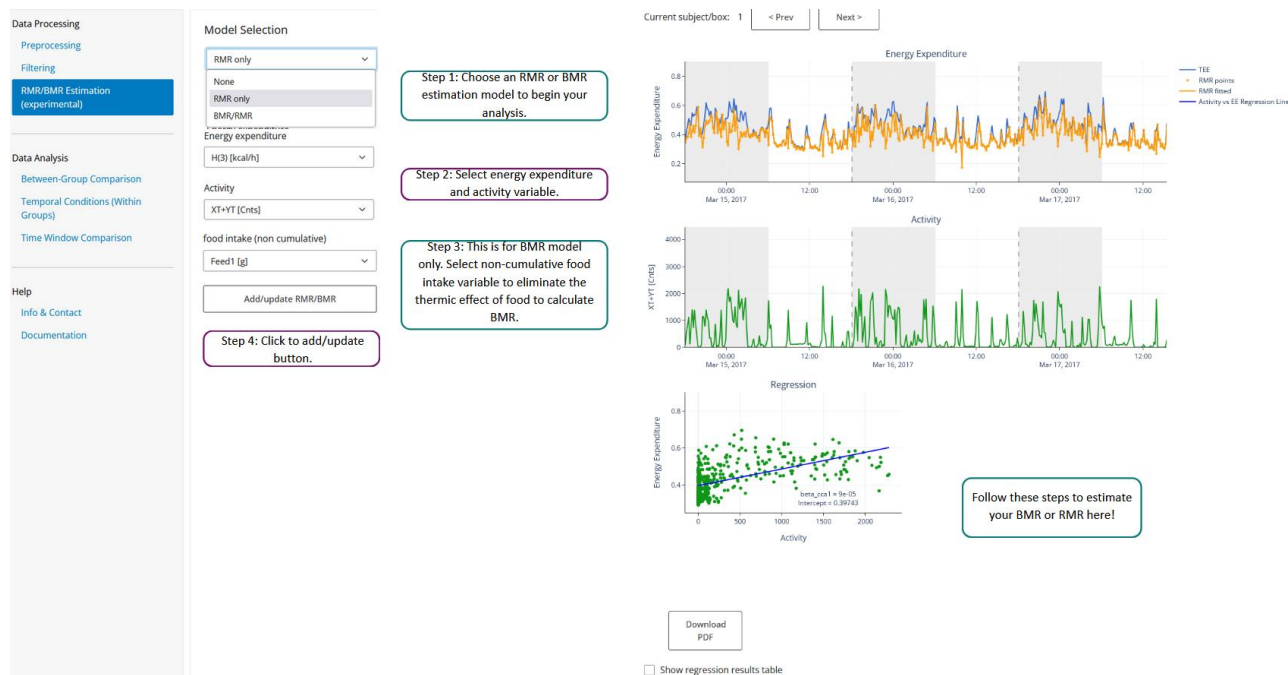 Data Processing
Preprocessing
Filtering
RMR/BMR Estimation
(experimental)
Data Analysis
Between-Group Comparison
Temporal Conditions (Within
Groups)
Time Window Comparison
Help
Info & Contact
Documentation
Model Selection
RMR only
None
RMR only
BMR/RMR
Energy expenditure
H(3) [kcal/h]
Activity
XT+YT [Cnts]
food intake (non cumulative)
Feed1 [g]
Add/update RMR/BMR
Step 4: Click to add/update
button.
Step 1: Choose an RMR or BMR
estimation model to begin your
analysis.
Step 2: Select energy expenditure
and activity variable.
Step 3: This is for BMR model
only. Select non-cumulative food
intake variable to eliminate the
thermic effect of food to calculate
BMR.
Current subject/box: 1 < Prev Next >
Energy Expenditure
Energy Expenditure
0.8
0.6
0.4
0.2
00:00 12:00 00:00 12:00 00:00 12:00
Mar 15, 2017 Mar 16, 2017 Mar 17, 2017
TEE
RMR points
RMR fitted
Activity vs EE Regression Line
Activity
XT+YT [Cnts]
4000
3000
2000
1000
0
00:00 12:00 00:00 12:00 00:00 12:00
Mar 15, 2017 Mar 16, 2017 Mar 17, 2017
Regression
Energy Expenditure
0.8
0.6
0.4
beta_cca1 = 9e-05
Intercept = 0.39743
0 500 1000 1500 2000
Activity
Follow these steps to estimate
your BMR or RMR here!
Download
PDF
Show regression results table